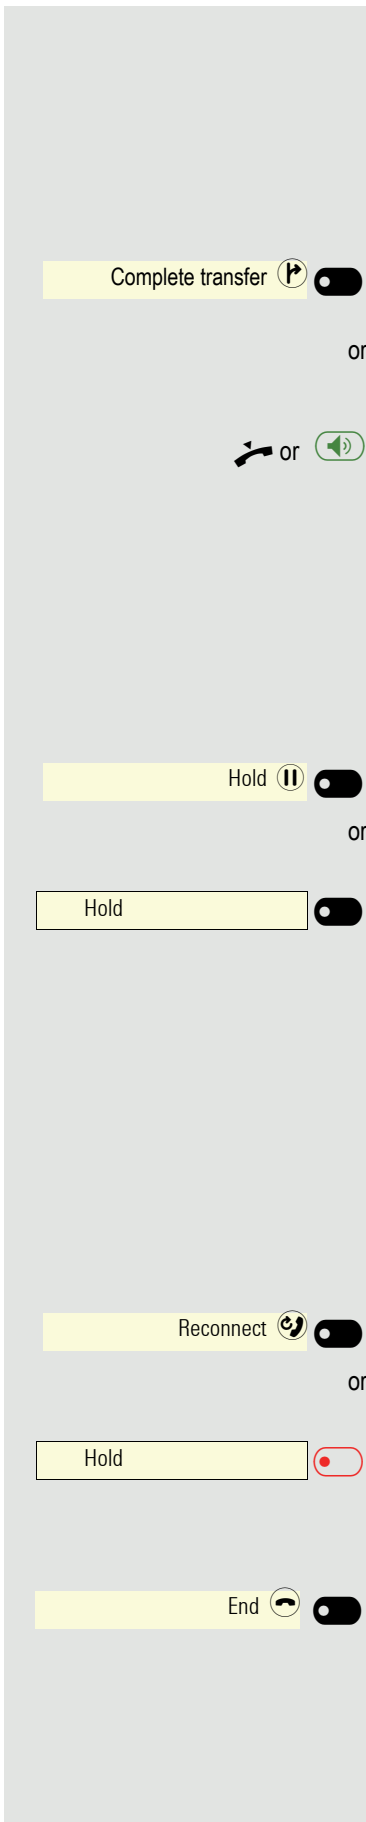 Complete transfer
or
or
Hold
or
Hold
Reconnect
or
Hold
End